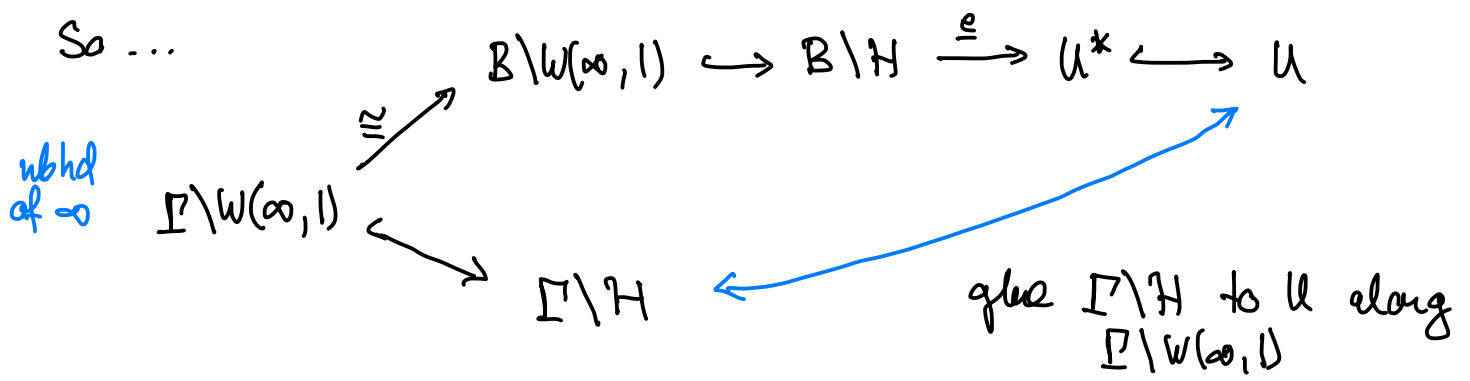 So ...
B\W(∞,1) ↪ B\H e→ U* ↪ U
≅
nbhd
of ∞
Γ\W(∞,1)
Γ\H
glue Γ\H to U along
Γ\W(∞,1)